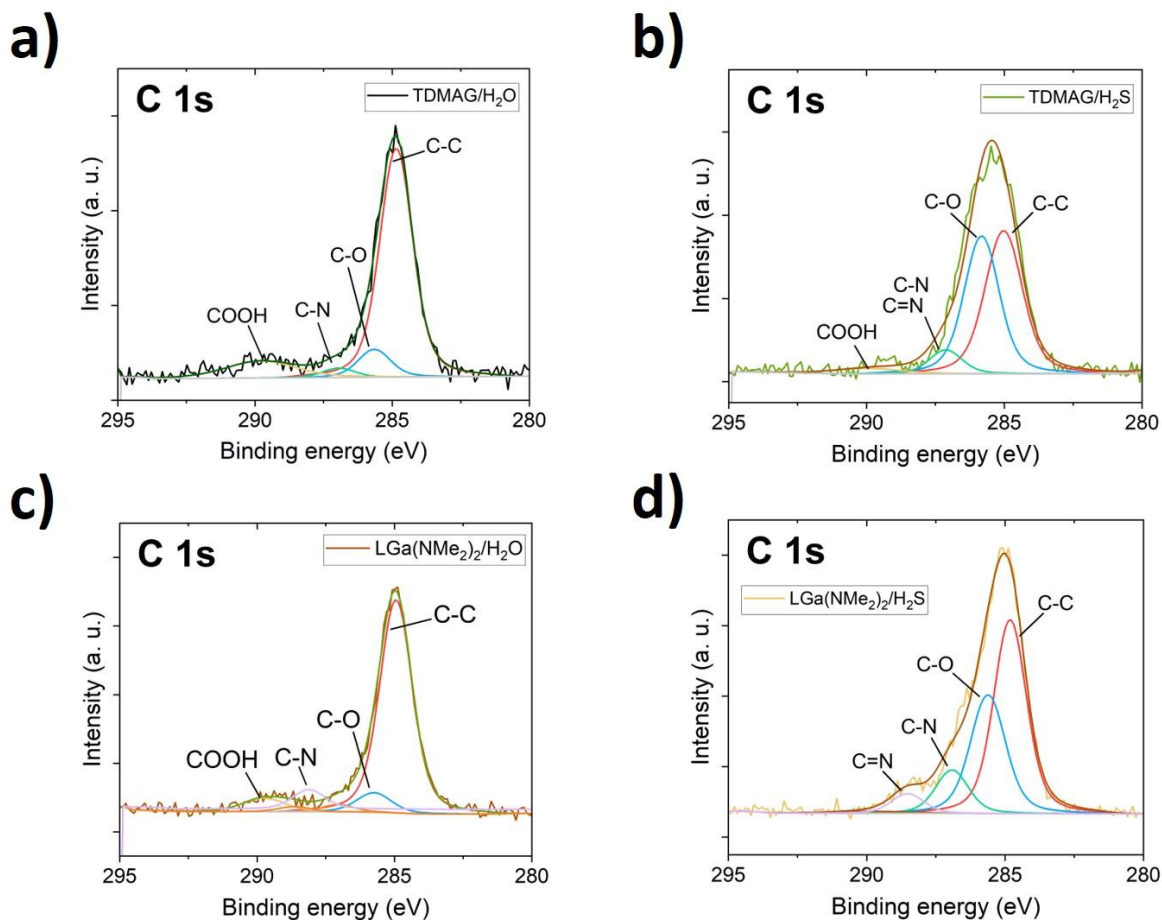 a)
C 1s
TDMAG/H₂O
C-C
C-O
C-N
COOH
Intensity (a. u.)
295 290 285 280
Binding energy (eV)
b)
C 1s
TDMAG/H₂S
C-O
C-C
C-N
C=N
COOH
Intensity (a. u.)
295 290 285 280
Binding energy (eV)
c)
C 1s
LGa(NMe₂)₂/H₂O
C-C
C-O
C-N
COOH
Intensity (a. u.)
295 290 285 280
Binding energy (eV)
d)
C 1s
LGa(NMe₂)₂/H₂S
C-C
C-O
C-N
C=N
Intensity (a. u.)
295 290 285 280
Binding energy (eV)